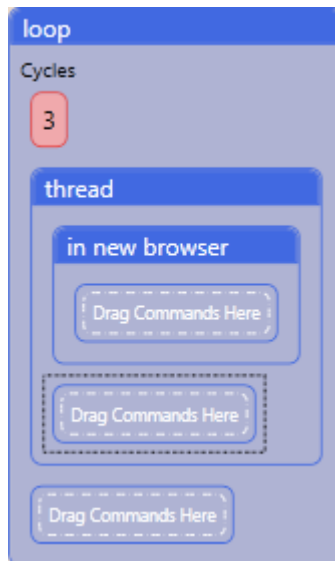 loop
Cycles
3
thread
in new browser
Drag Commands Here
Drag Commands Here
Drag Commands Here